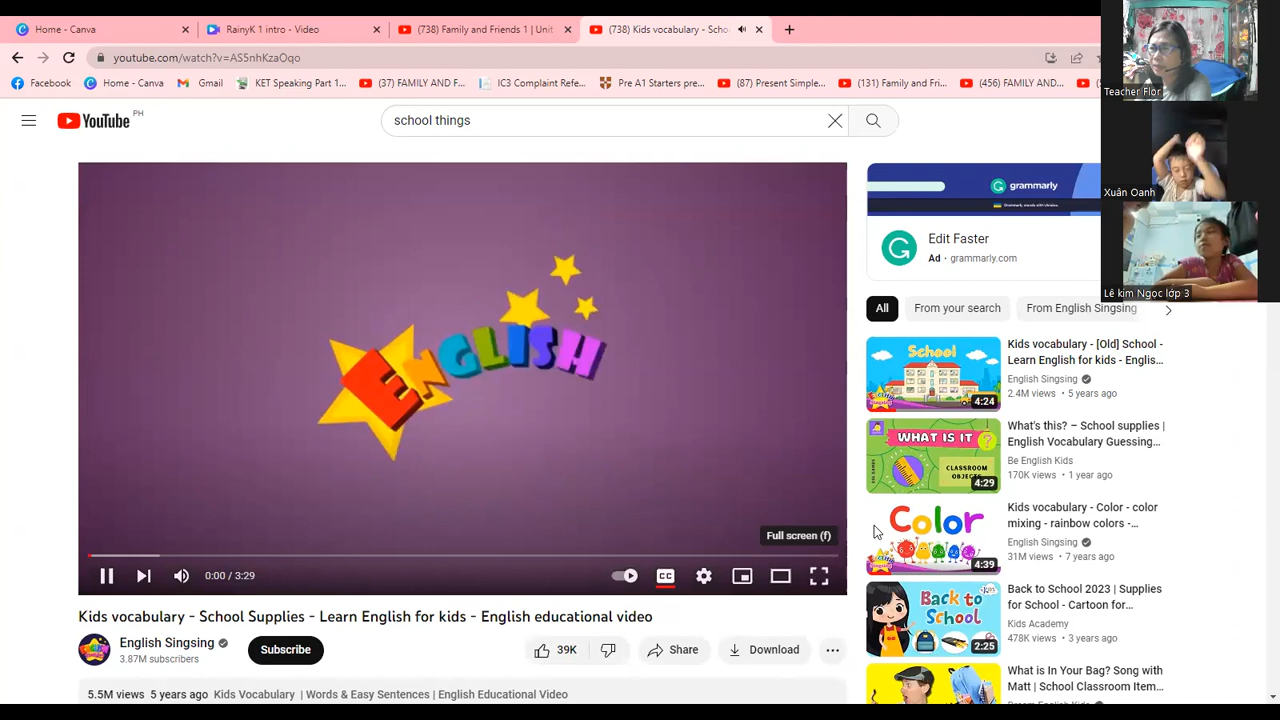 Home - Canva
RainyK 1 intro - Video
(738) Family and Friends 1 | Unit
(738) Kids vocabulary - Scho
youtube.com/watch?v=AS5nhKzaOqo
Facebook
Home - Canva
Gmail
KET Speaking Part 1...
(37) FAMILY AND F...
IC3 Complaint Refe...
Pre A1 Starters pre...
(87) Present Simple...
(131) Family and Fri...
(456) FAMILY AND...
YouTube PH
school things
Teacher Flor
Xuân Oanh
Lê kim Ngọc lớp 3
ENGLISH
Full screen (f)
0:00 / 3:29
CC
Kids vocabulary - School Supplies - Learn English for kids - English educational video
English Singsing
3.87M subscribers
Subscribe
39K
Share
Download
5.5M views 5 years ago Kids Vocabulary | Words & Easy Sentences | English Educational Video
grammarly
Edit Faster
Ad • grammarly.com
All
From your search
From English Singsing
School
4:24
Kids vocabulary - [Old] School -
Learn English for kids - Englis...
English Singsing
2.4M views • 5 years ago
WHAT IS IT ?
CLASSROOM
OBJECTS
4:29
What's this? – School supplies |
English Vocabulary Guessing...
Be English Kids
170K views • 1 year ago
Color
4:39
Kids vocabulary - Color - color
mixing - rainbow colors -...
English Singsing
31M views • 7 years ago
Back to
School
2:25
Back to School 2023 | Supplies
for School - Cartoon for...
Kids Academy
478K views • 3 years ago
What is In Your Bag? Song with
Matt | School Classroom Item...